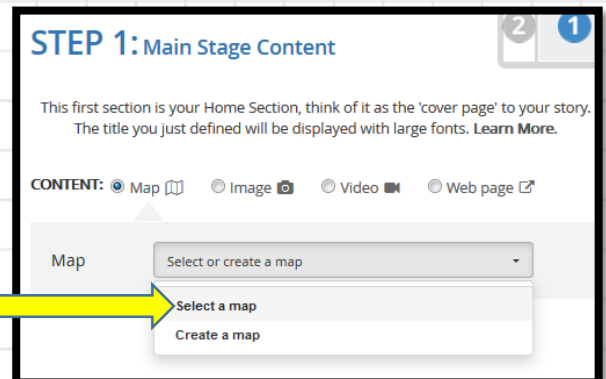 STEP 1: Main Stage Content
2 1
This first section is your Home Section, think of it as the 'cover page' to your story.
The title you just defined will be displayed with large fonts. Learn More.
CONTENT: Map Image Video Web page
Map Select or create a map
Select a map
Create a map